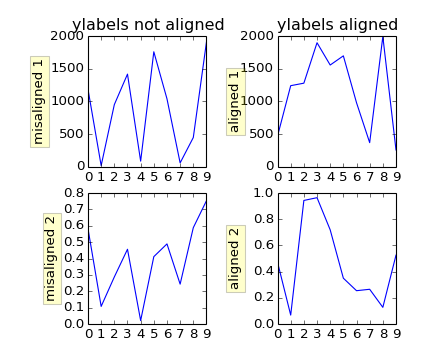 ylabels not aligned
misaligned 1
2000
1500
1000
500
0
0 1 2 3 4 5 6 7 8 9
ylabels aligned
aligned 1
2000
1500
1000
500
0
0 1 2 3 4 5 6 7 8 9
misaligned 2
0.8
0.7
0.6
0.5
0.4
0.3
0.2
0.1
0.0
0 1 2 3 4 5 6 7 8 9
aligned 2
1.0
0.8
0.6
0.4
0.2
0.0
0 1 2 3 4 5 6 7 8 9